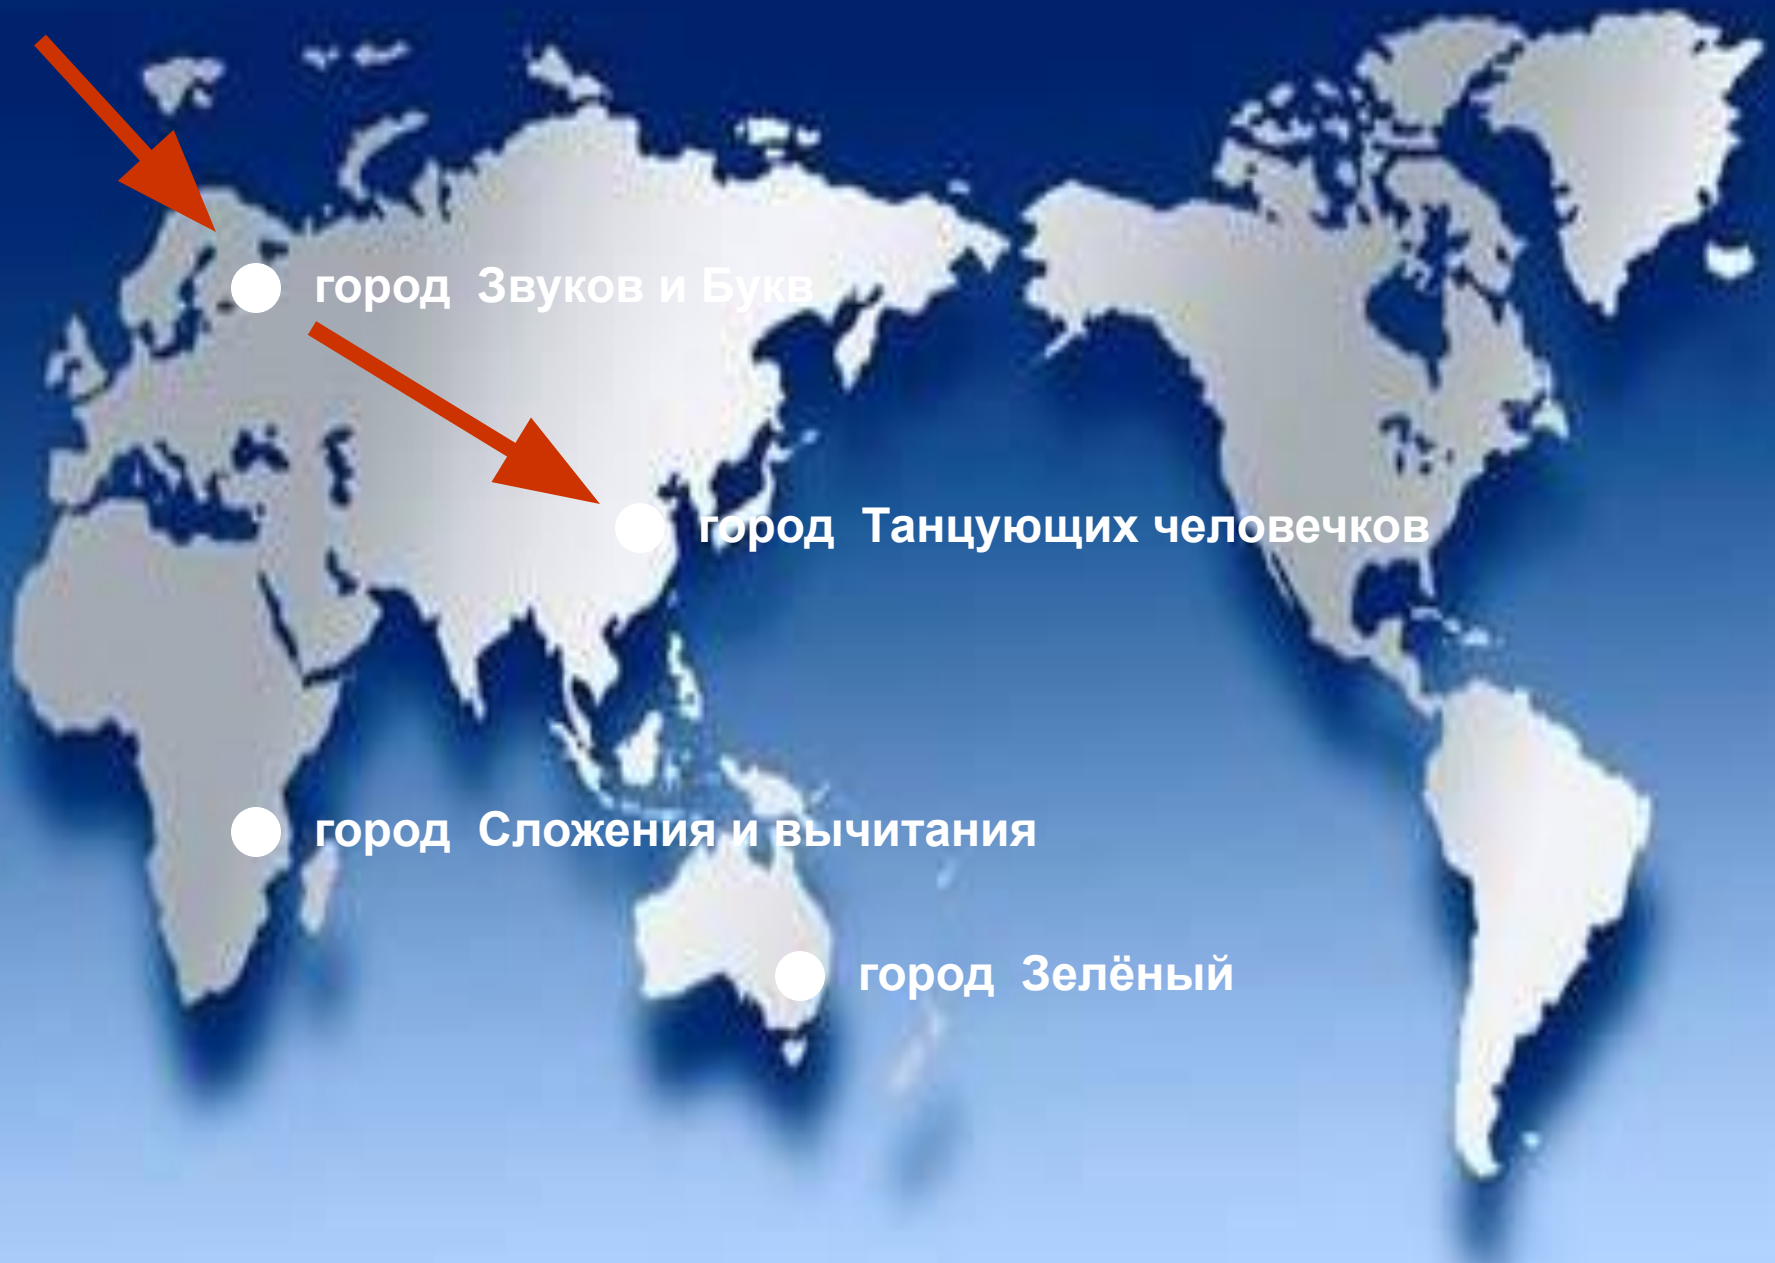 город Звуков и Букв
город Танцующих человечков
город Сложения и вычитания
город Зелёный